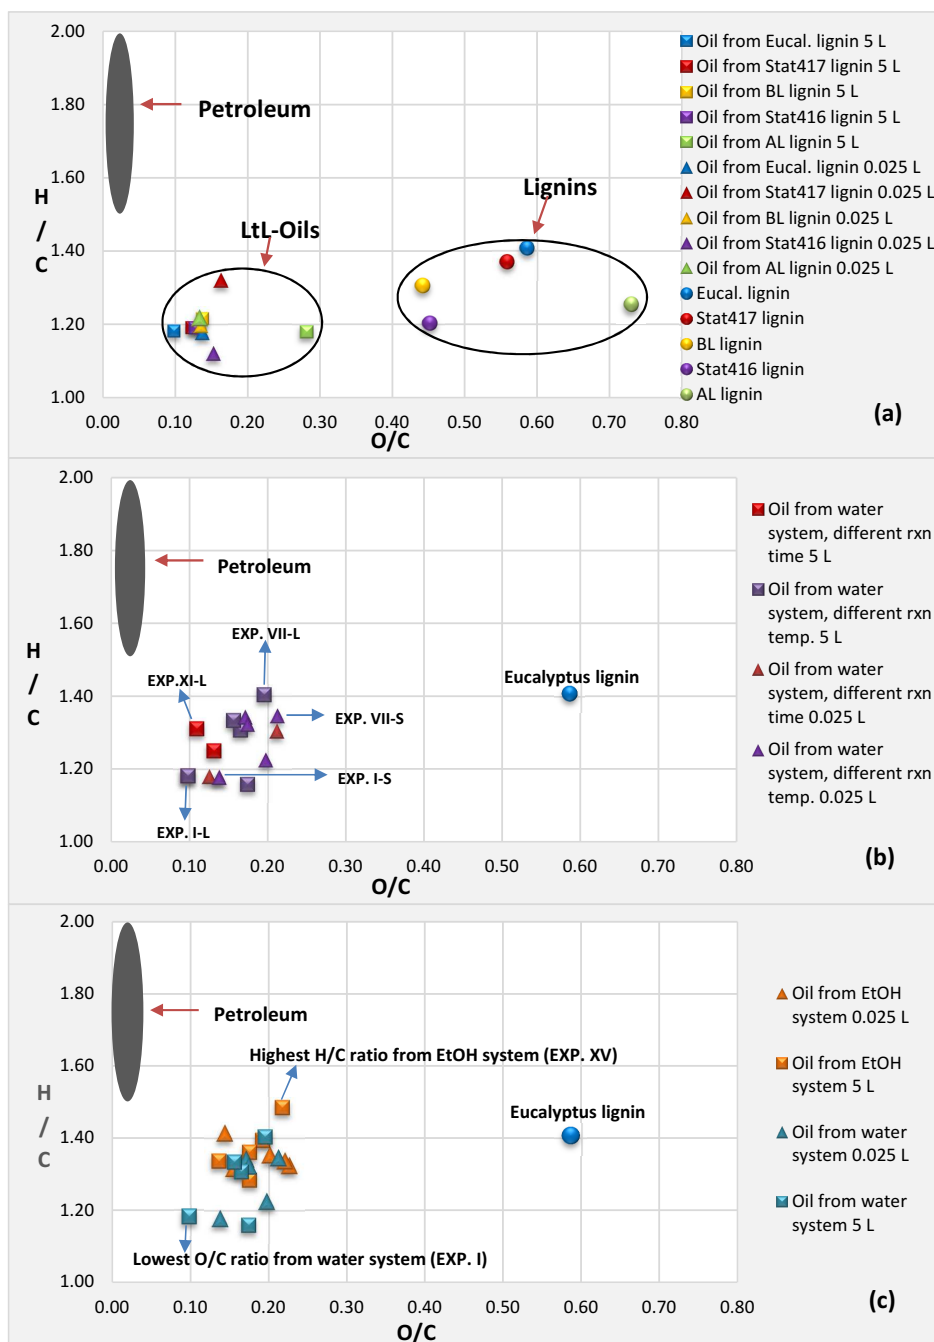 2.00
1.80
1.60
1.40
1.20
1.00
H
/
C
Petroleum
LtL-Oils
Lignins
0.00 0.10 0.20 0.30 0.40 0.50 0.60 0.70 0.80
O/C
Oil from Eucal. lignin 5 L
Oil from Stat417 lignin 5 L
Oil from BL lignin 5 L
Oil from Stat416 lignin 5 L
Oil from AL lignin 5 L
Oil from Eucal. lignin 0.025 L
Oil from Stat417 lignin 0.025 L
Oil from BL lignin 0.025 L
Oil from Stat416 lignin 0.025 L
Oil from AL lignin 0.025 L
Eucal. lignin
Stat417 lignin
BL lignin
Stat416 lignin
AL lignin
(a)
2.00
1.80
1.60
1.40
1.20
1.00
H
/
C
Petroleum
EXP. VII-L
EXP.XI-L
Eucalyptus lignin
EXP. VII-S
EXP. I-S
EXP. I-L
0.00 0.10 0.20 0.30 0.40 0.50 0.60 0.70 0.80
O/C
Oil from water
system, different rxn
time 5 L
Oil from water
system, different rxn
temp. 5 L
Oil from water
system, different rxn
time 0.025 L
Oil from water
system, different rxn
temp. 0.025 L
(b)
2.00
1.80
1.60
1.40
1.20
1.00
H
/
C
Petroleum
Highest H/C ratio from EtOH system (EXP. XV)
Eucalyptus lignin
Lowest O/C ratio from water system (EXP. I)
0.00 0.10 0.20 0.30 0.40 0.50 0.60 0.70 0.80
O/C
Oil from EtOH
system 0.025 L
Oil from EtOH
system 5 L
Oil from water
system 0.025 L
Oil from water
system 5 L
(c)